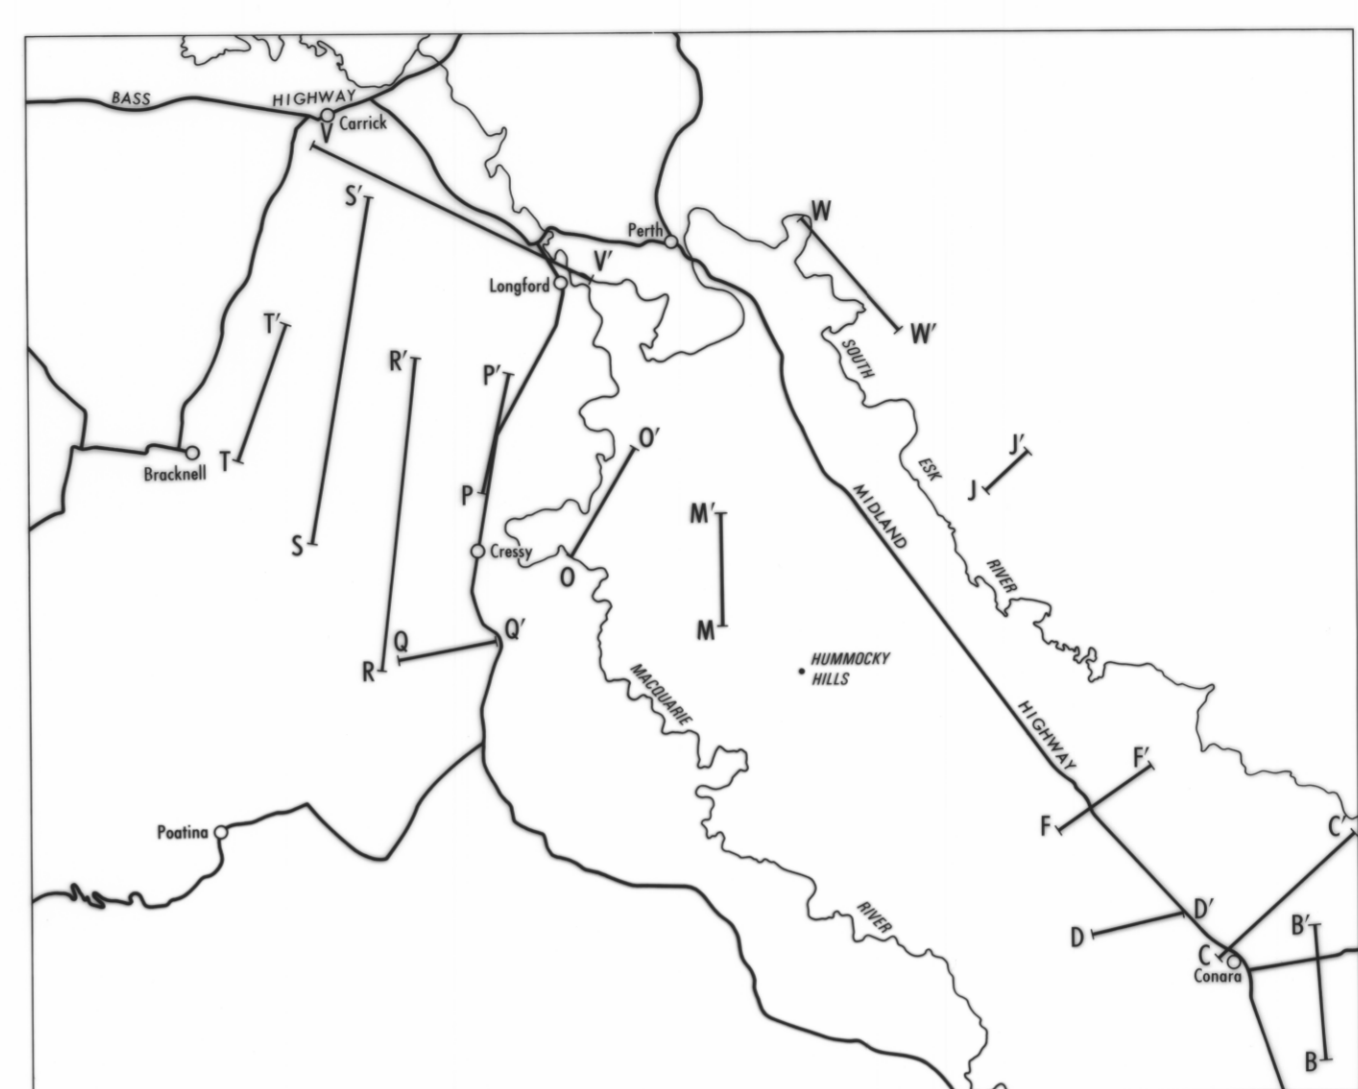 BASS
HIGHWAY
Carrick
V
S'
W
Perth
V'
Longford
T'
W'
R'
P'
SOUTH
O'
J'
T
Bracknell
ESK
P
J
M'
MIDLAND
S
Cressy
O
RIVER
Q'
M
Q
R
HUMMOCKY
HILLS
MACQUARIE
HIGHWAY
F'
Poatina
F
C'
RIVER
D'
B'
D
C
Conara
B